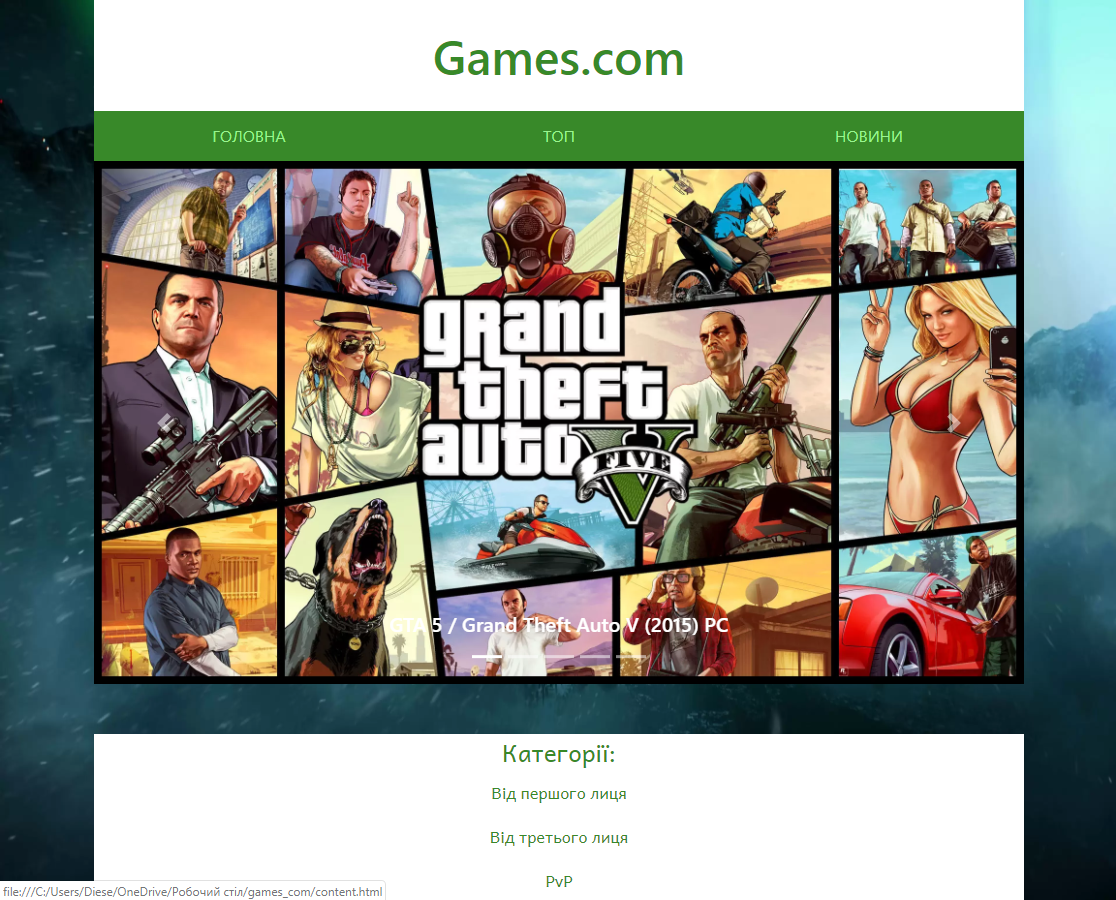 Games.com
ГОЛОВНА
ТОП
НОВИНИ
grand
theft
auto V
FIVE
GTA 5 / Grand Theft Auto V (2015) PC
Категорії:
Від першого лиця
Від третього лиця
PvP
file:///C:/Users/Diese/OneDrive/Робочий стіл/games_com/content.html